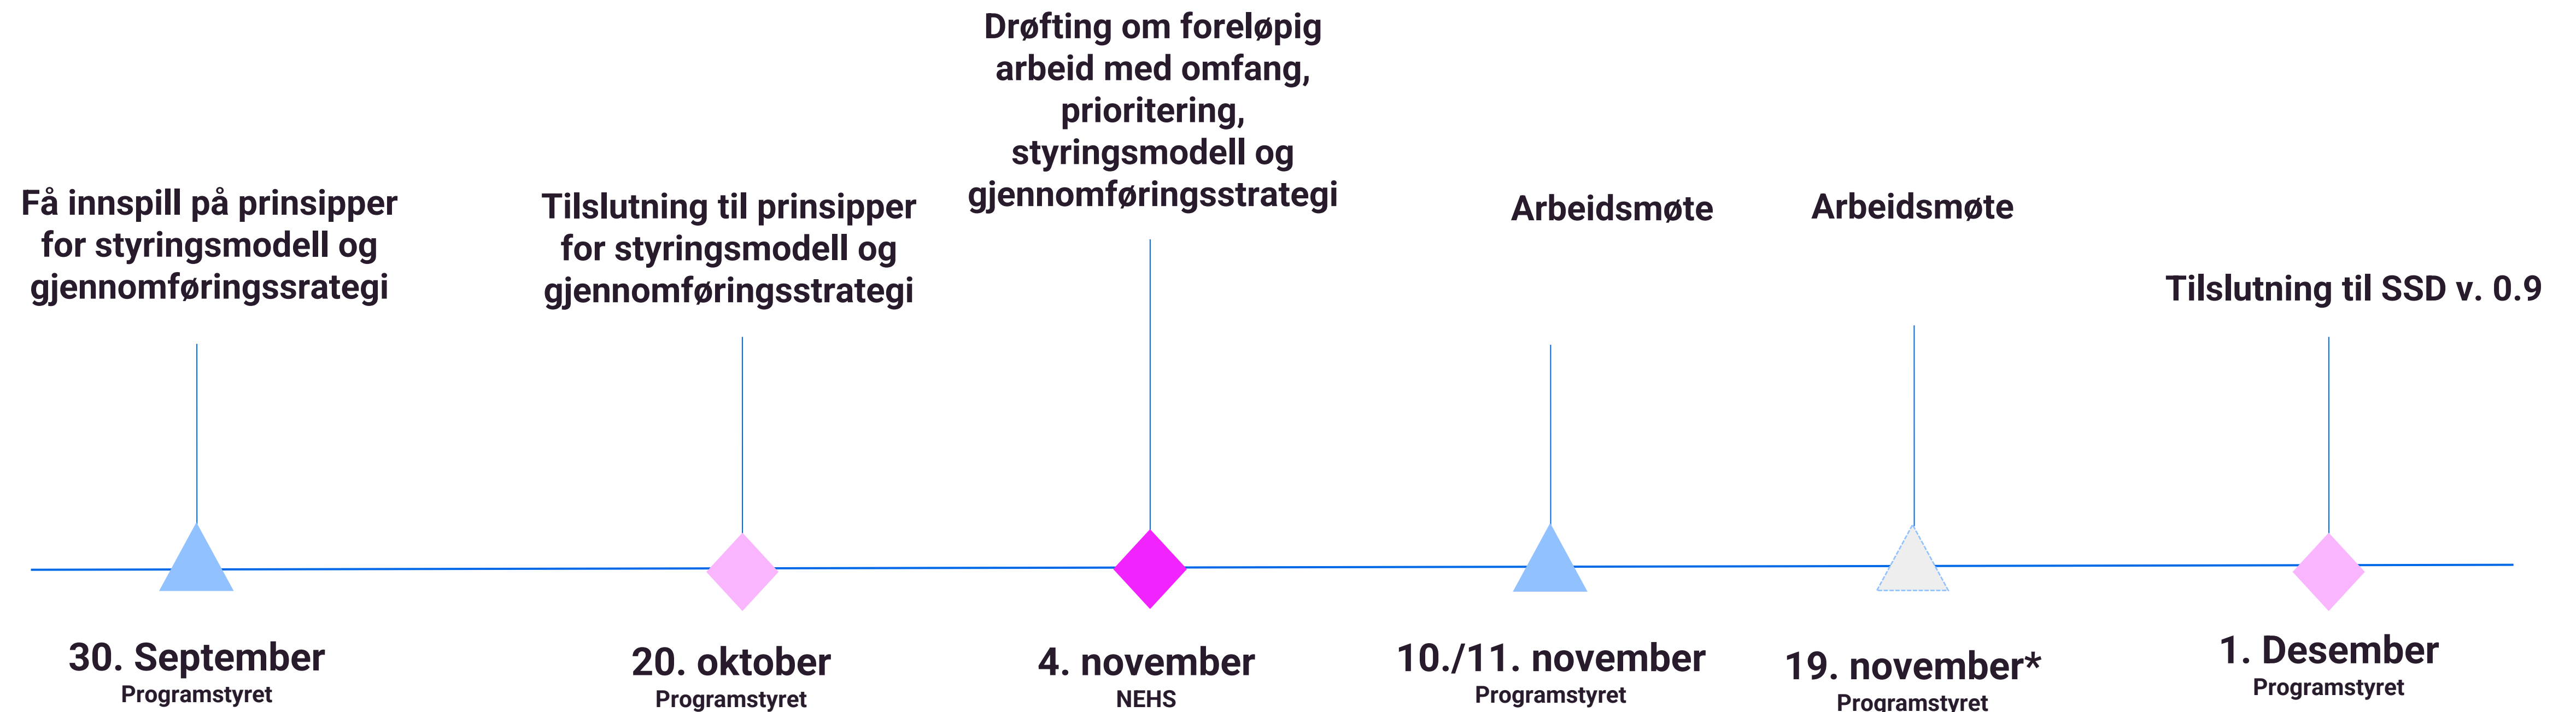 Få innspill på prinsipper
for styringsmodell og
gjennomføringssrategi
30. September
Programstyret
Tilslutning til prinsipper
for styringsmodell og
gjennomføringsstrategi
20. oktober
Programstyret
Drøfting om foreløpig
arbeid med omfang,
prioritering,
styringsmodell og
gjennomføringsstrategi
4. november
NEHS
Arbeidsmøte
10./11. november
Programstyret
Arbeidsmøte
19. november*
Programstyret
Tilslutning til SSD v. 0.9
1. Desember
Programstyret